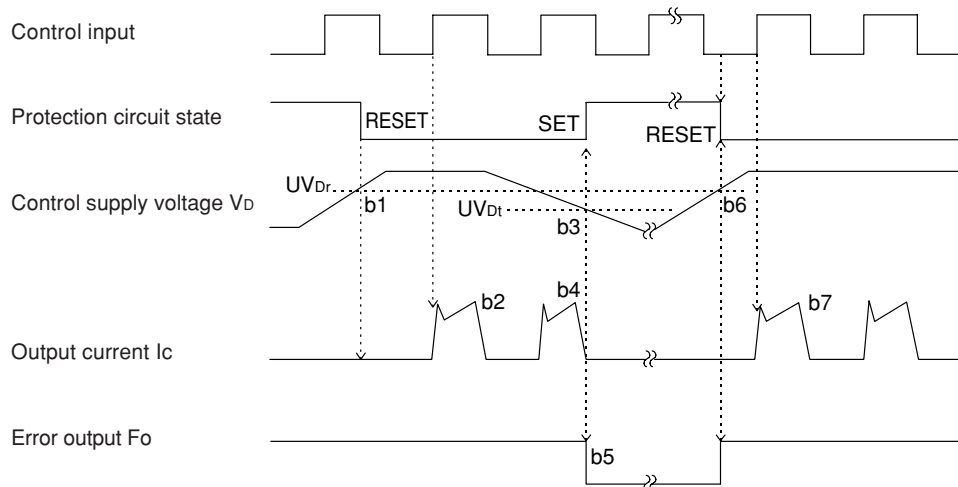 Control input
Protection circuit state
RESET
SET
RESET
Control supply voltage VD
UVDr
b1
UVDt
b3
b6
Output current Ic
b2
b4
b7
Error output Fo
b5